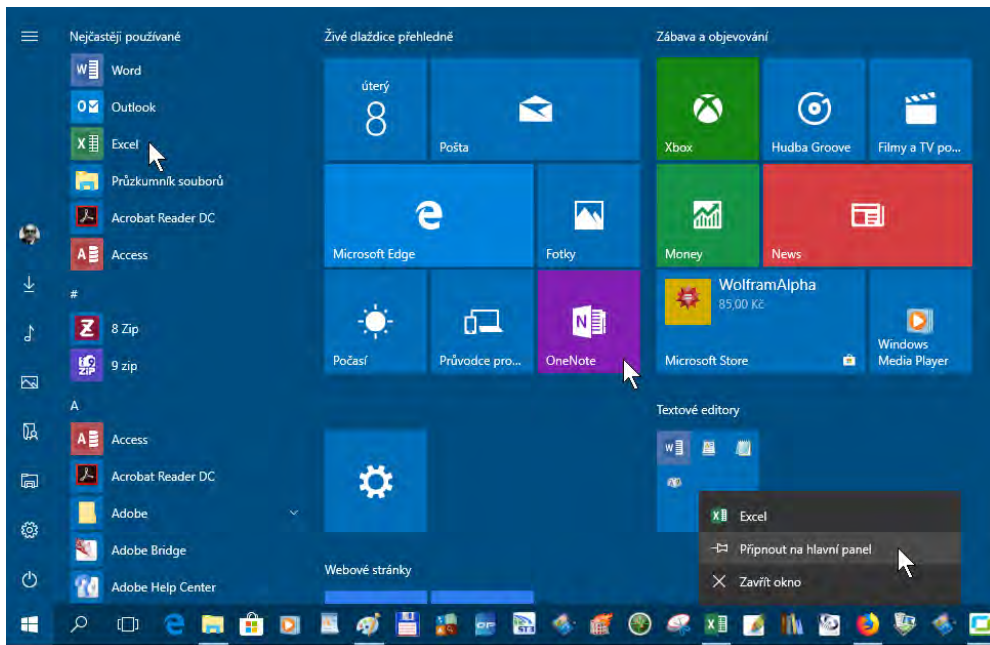 Nejčastěji používané
Word
Outlook
Excel
Průzkumník souborů
Acrobat Reader DC
Access
#
8 Zip
9 zip
A
Access
Acrobat Reader DC
Adobe
Adobe Bridge
Adobe Help Center
Živé dlaždice přehledně
úterý
8
Pošta
Microsoft Edge
Fotky
Počasí
Průvodce pro...
OneNote
Webové stránky
Zábava a objevování
Xbox
Hudba Groove
Filmy a TV po...
Money
News
WolframAlpha
85,00 Kč
Microsoft Store
Windows
Media Player
Textové editory
Excel
Připnout na hlavní panel
Zavřít okno